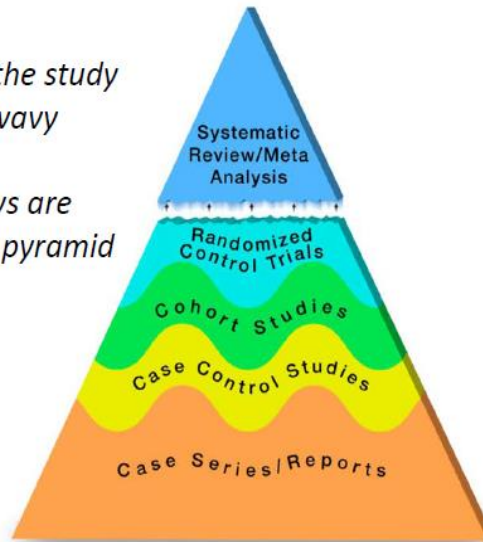 the study
wavy
ws are
pyramid
Systematic
Review/Meta
Analysis
Randomized
Control Trials
Cohort Studies
Case Control Studies
Case Series/Reports